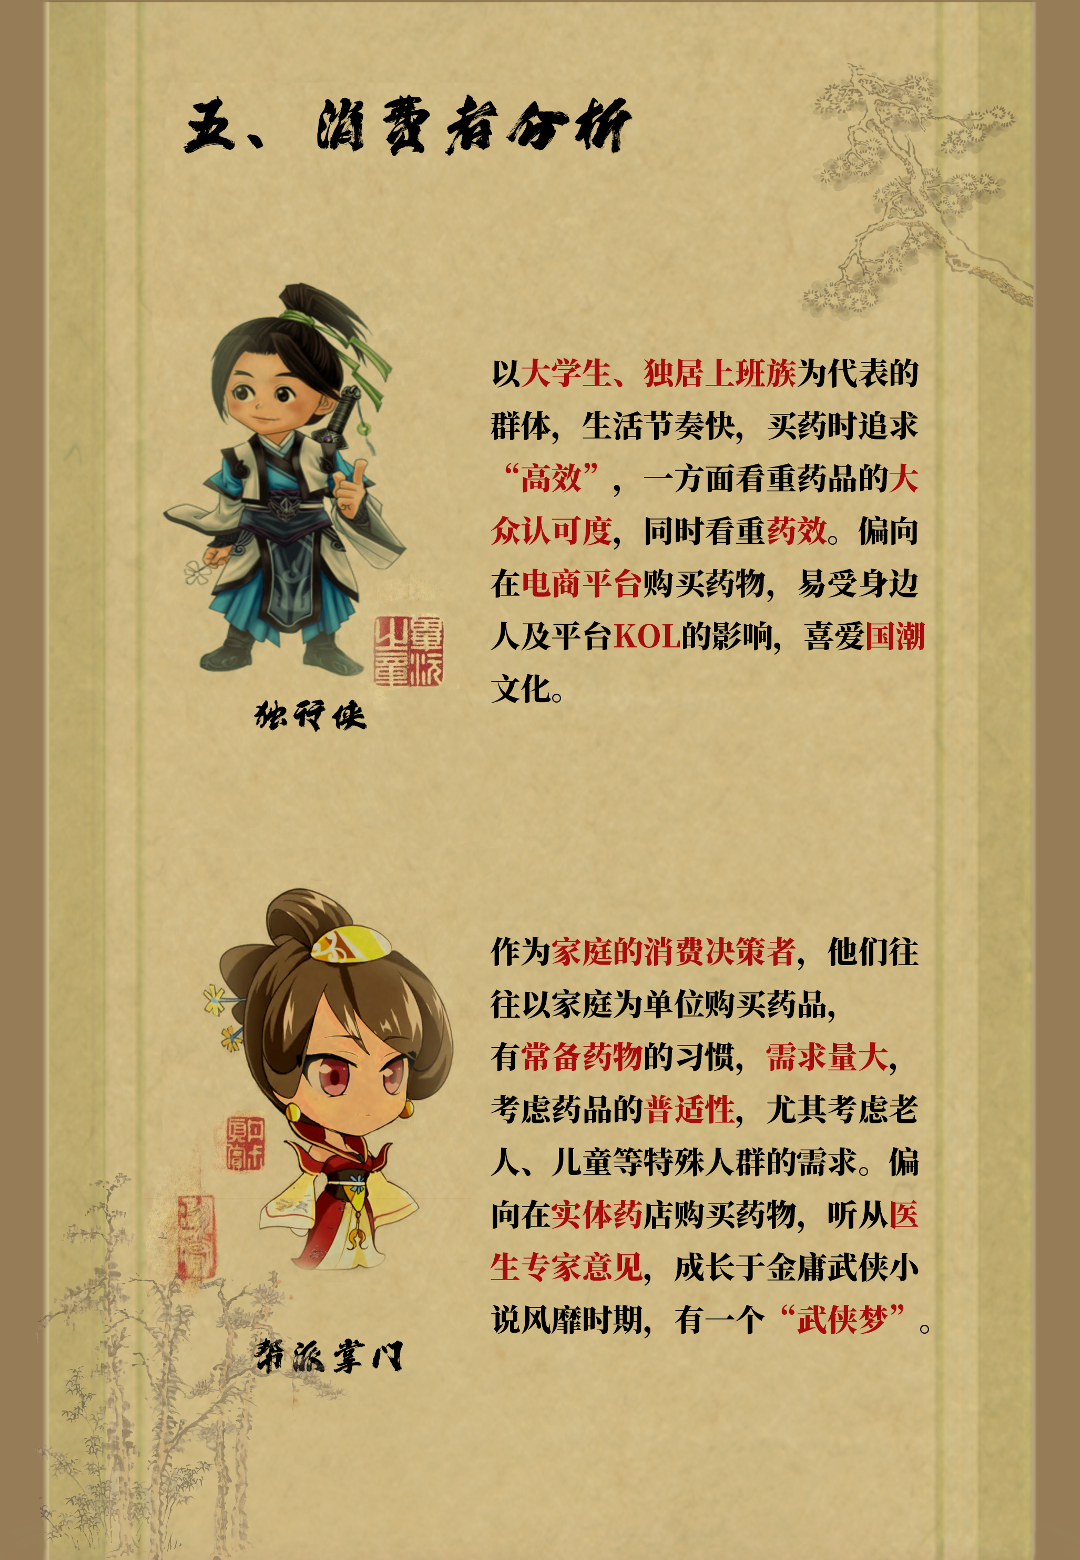 五、消费者分析
以大学生、独居上班族为代表的
群体，生活节奏快，买药时追求
“高效”，一方面看重药品的大
众认可度，同时看重药效。偏向
在电商平台购买药物，易受身边
人及平台KOL的影响，喜爱国潮
文化。
独行侠
作为家庭的消费决策者，他们往
往以家庭为单位购买药品，
有常备药物的习惯，需求量大，
考虑药品的普适性，尤其考虑老
人、儿童等特殊人群的需求。偏
向在实体药店购买药物，听从医
生专家意见，成长于金庸武侠小
说风靡时期，有一个“武侠梦”。
帮派掌门